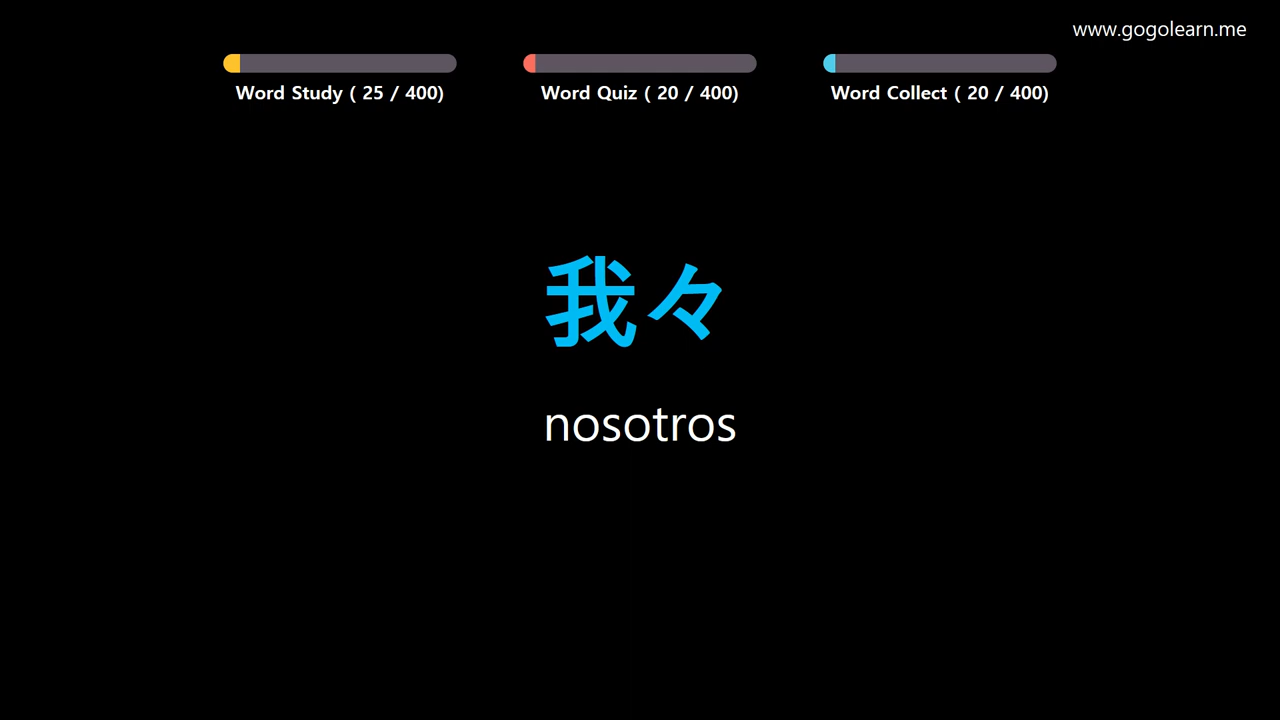 www.gogolearn.me
Word Study ( 25 / 400)
Word Quiz ( 20 / 400)
Word Collect ( 20 / 400)
我々
nosotros